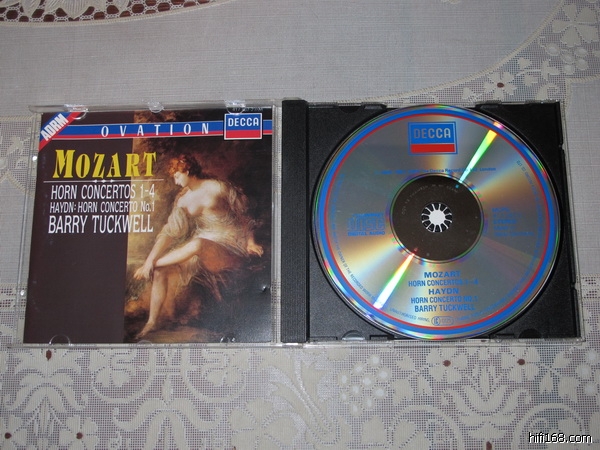 ADRM
OVATION
DECCA
MOZART
HORN CONCERTOS 1-4
HAYDN: HORN CONCERTO No.1
BARRY TUCKWELL
DECCA
MOZART
HORN CONCERTOS 1-4
HAYDN
HORN CONCERTO No.1
BARRY TUCKWELL
hifi168.com